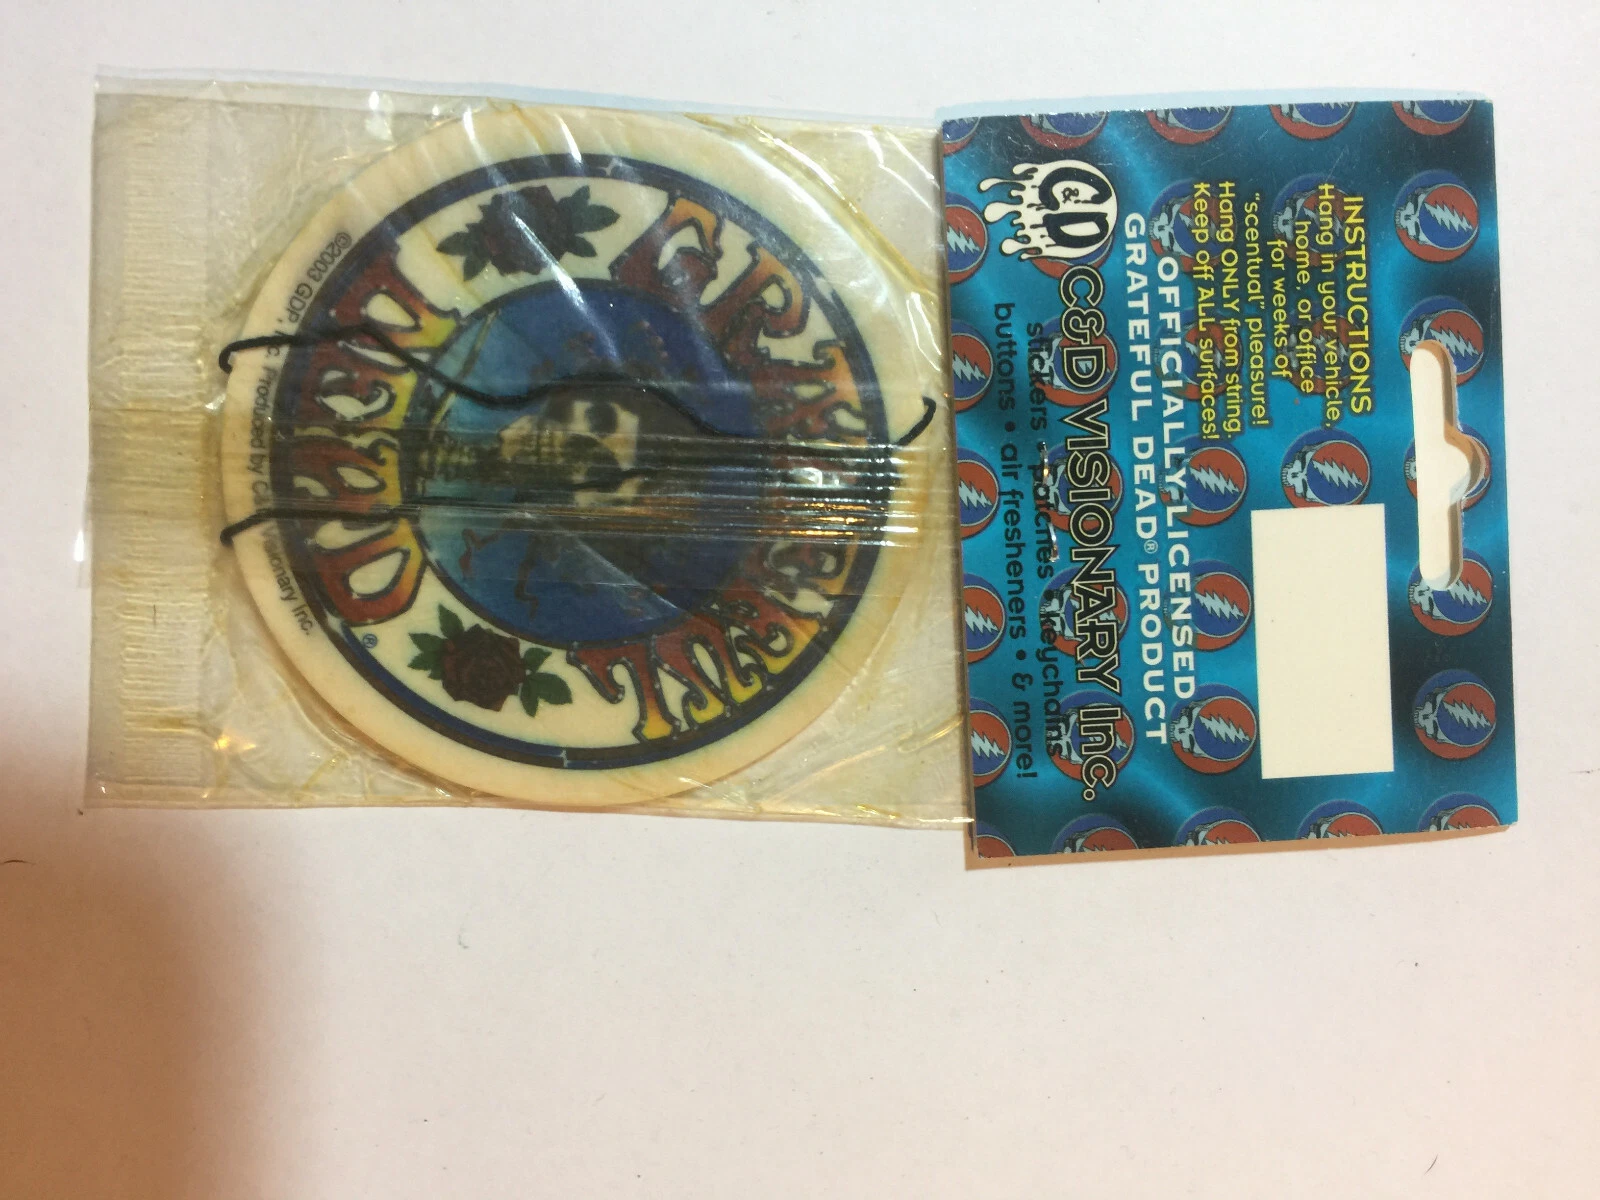 INSTRUCTIONS
Hang in your vehicle,
home, or office
for weeks of
"scentual" pleasure!
Hang ONLY from string.
Keep off ALL surfaces!
OFFICIALLY LICENSED
GRATEFUL DEAD® PRODUCT
C&D
C&D VISIONARY Inc.
stickers • patches • keychains
buttons • air fresheners • & more!
GRATEFUL
DEAD
®
©2003 GDP, Inc. Produced by C&D Visionary Inc.